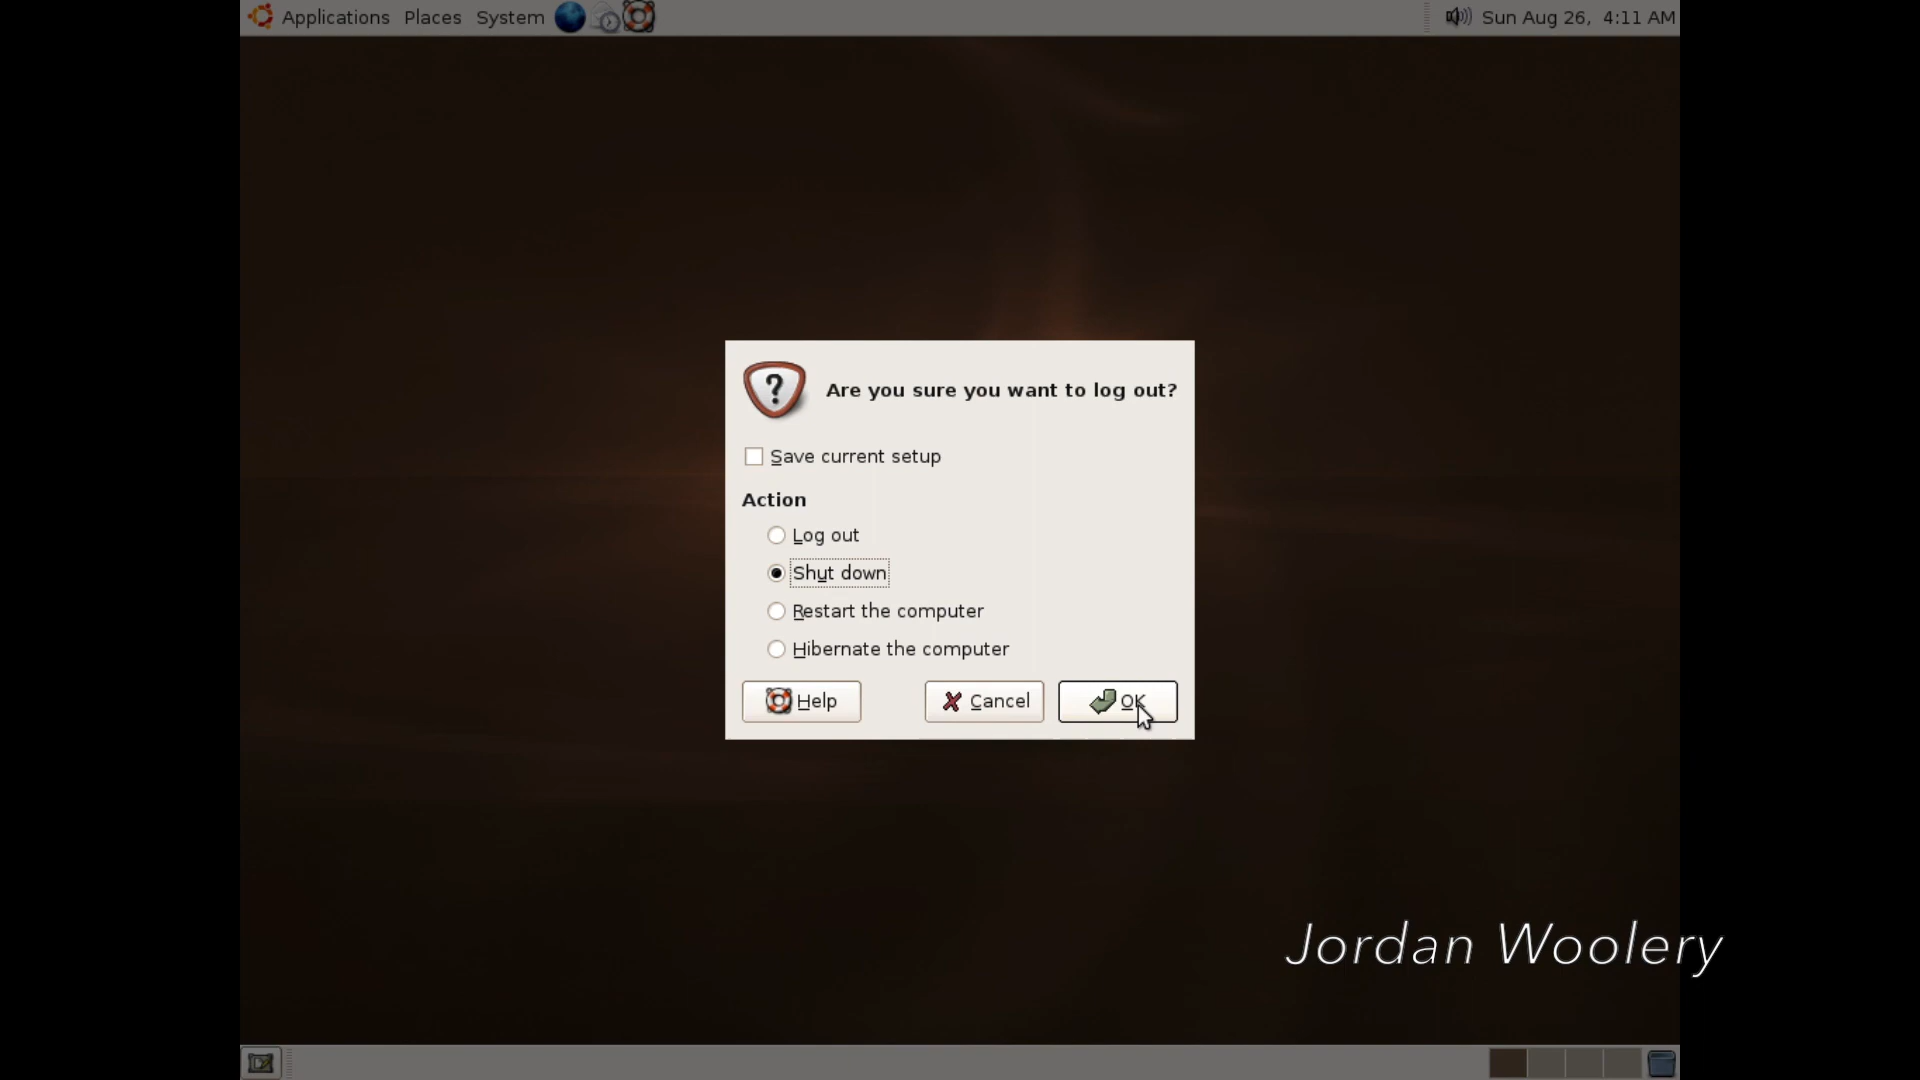 Applications Places System Sun Aug 26, 4:11 AM
Are you sure you want to log out?
Save current setup
Action
Log out
Shut down
Restart the computer
Hibernate the computer
Help Cancel OK
Jordan Woolery